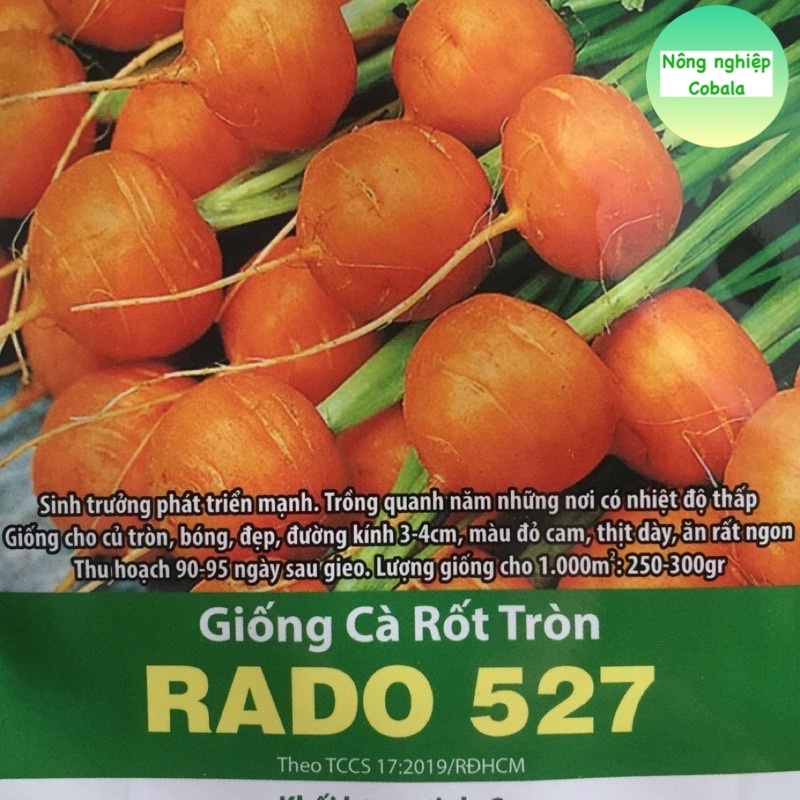 Nông nghiệp
Cobala
Sinh trưởng phát triển mạnh. Trồng quanh năm những nơi có nhiệt độ thấp
Giống cho củ tròn, bóng, đẹp, đường kính 3-4cm, màu đỏ cam, thịt dày, ăn rất ngon
Thu hoạch 90-95 ngày sau gieo. Lượng giống cho 1.000m²: 250-300gr
Giống Cà Rốt Tròn
RADO 527
Theo TCCS 17:2019/RĐHCM